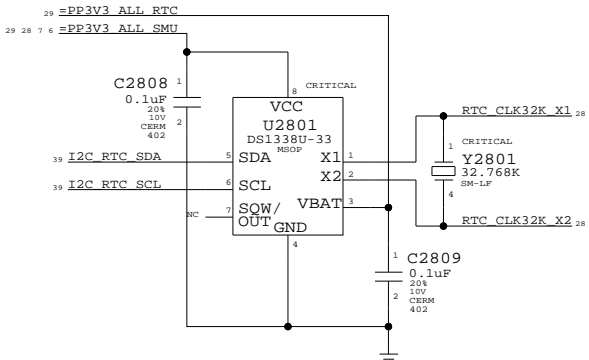 29 =PP3V3_ALL_RTC
29 28 7 6 =PP3V3_ALL_SMU
C2808
1
0.1uF
20%
10V
CERM
402
2
8
CRITICAL
VCC
U2801
DS1338U-33
MSOP
39 I2C_RTC_SDA
5 SDA
X1 1
39 I2C_RTC_SCL
6 SCL
X2 2
NC
7 SQW/
OUT
VBAT 3
GND
4
RTC_CLK32K_X1 28
1
CRITICAL
Y2801
32.768K
SM-LF
4
RTC_CLK32K_X2 28
1
C2809
0.1uF
20%
10V
2
CERM
402